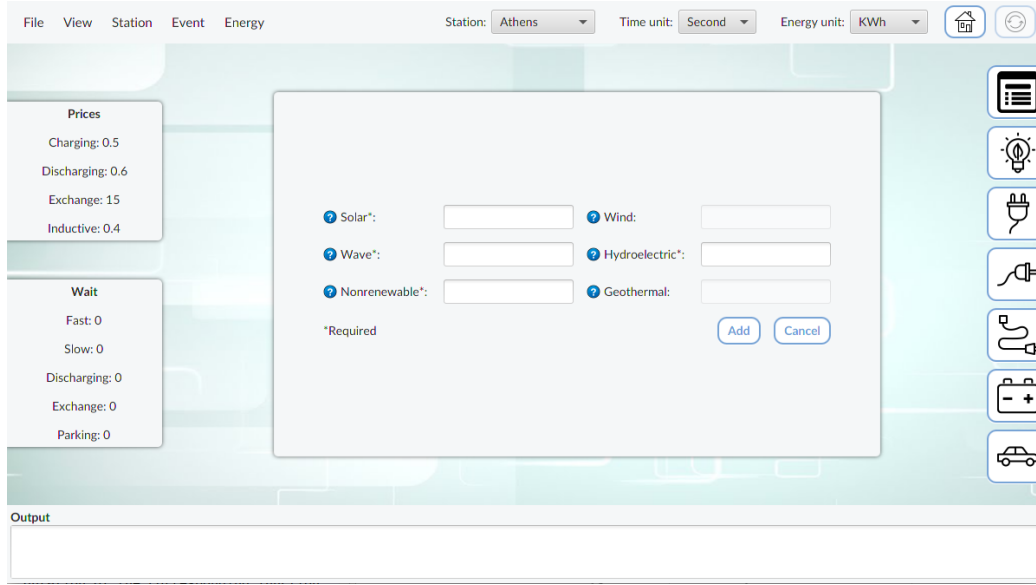 File View Station Event Energy Station: Athens Time unit: Second Energy unit: KWh
Prices
Charging: 0.5
Discharging: 0.6
Exchange: 15
Inductive: 0.4
Wait
Fast: 0
Slow: 0
Discharging: 0
Exchange: 0
Parking: 0
? Solar*: ? Wind:
? Wave*: ? Hydroelectric*:
? Nonrenewable*: ? Geothermal:
*Required Add Cancel
Output